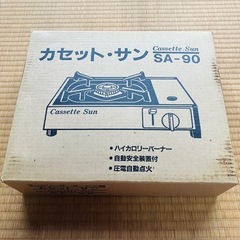 Cassette Sun
カセット・サン SA-90
Cassette Sun
●ハイカロリーバーナー
●自動安全装置付
●圧電自動点火